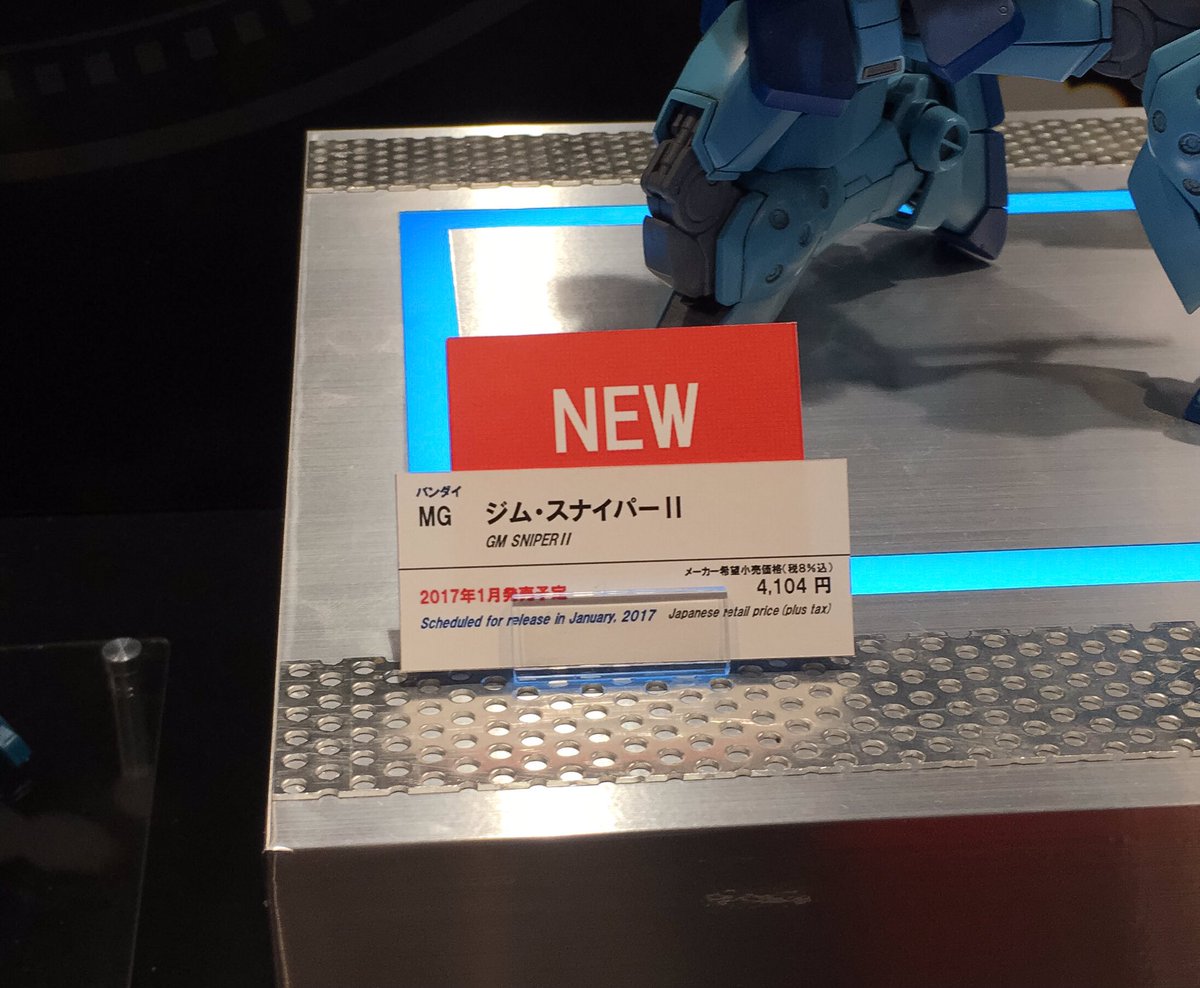 NEW
バンダイ
MG ジム・スナイパーII
GM SNIPER II
メーカー希望小売価格(税8%込)
2017年1月発売予定 4,104 円
Scheduled for release in January, 2017 Japanese retail price (plus tax)